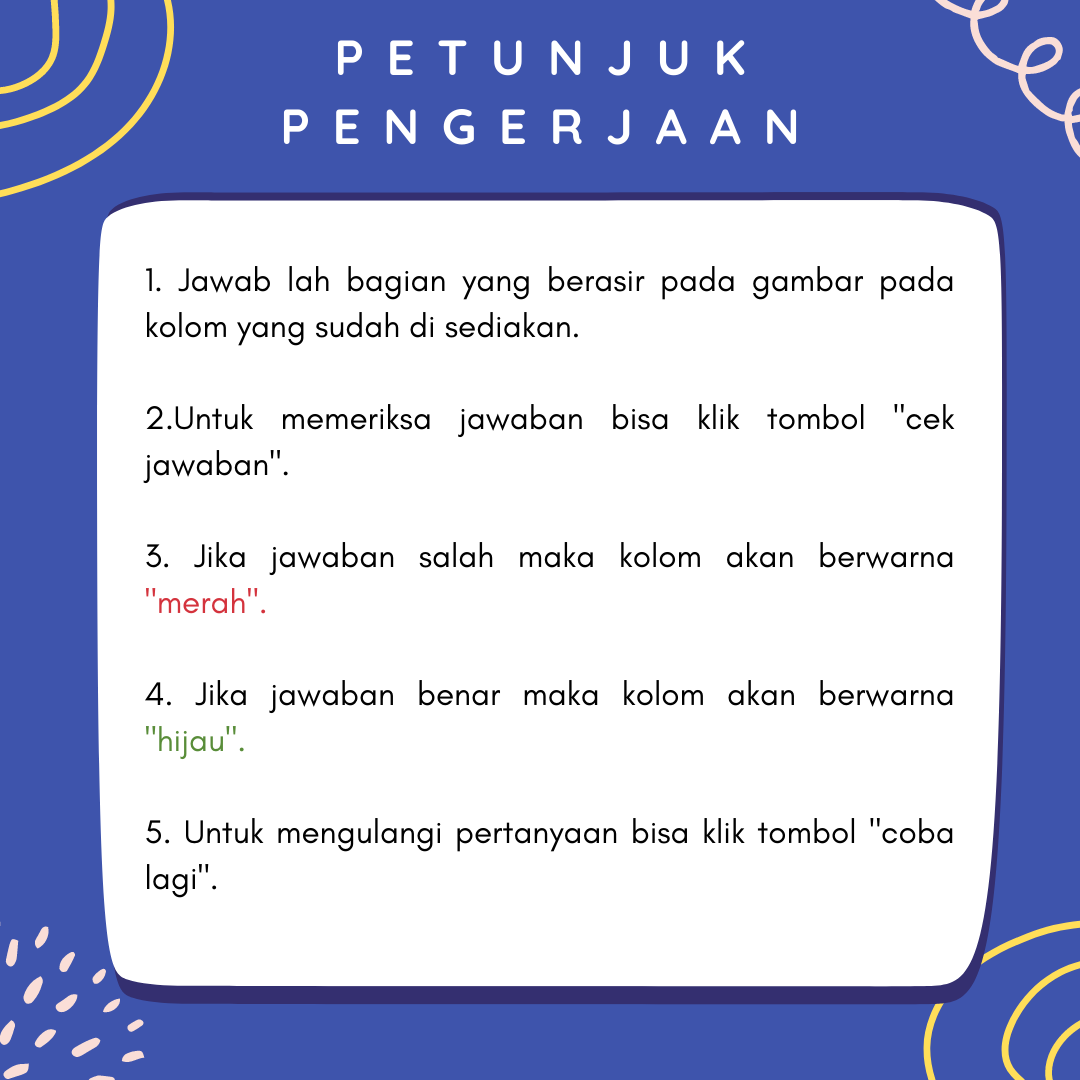 PETUNJUK
PENGERJAAN
1. Jawab lah bagian yang berasir pada gambar pada
kolom yang sudah di sediakan.
2.Untuk memeriksa jawaban bisa klik tombol "cek
jawaban".
3. Jika jawaban salah maka kolom akan berwarna
"merah".
4. Jika jawaban benar maka kolom akan berwarna
"hijau".
5. Untuk mengulangi pertanyaan bisa klik tombol "coba
lagi".